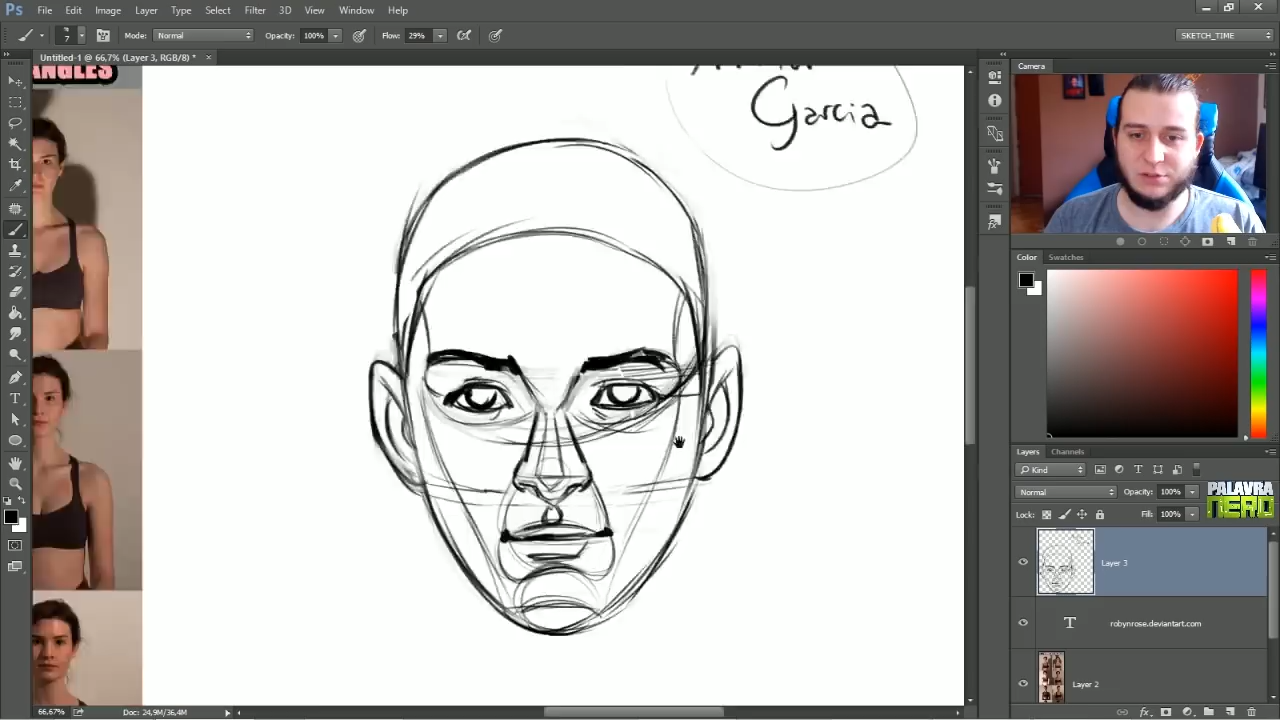 Ps File Edit Image Layer Type Select Filter 3D View Window Help
7 Mode: Normal Opacity: 100% Flow: 29% SKETCH_TIME
Untitled-1 @ 66,7% (Layer 3, RGB/8) * ×
ANGLES
Garcia
Camera
Color Swatches
Layers Channels
Kind
Normal Opacity: 100%
PALAVRA
NERD
Lock: Fill: 100%
Layer 3
T robynrose.deviantart.com
Layer 2
66,67% Doc: 24,9M/36,4M